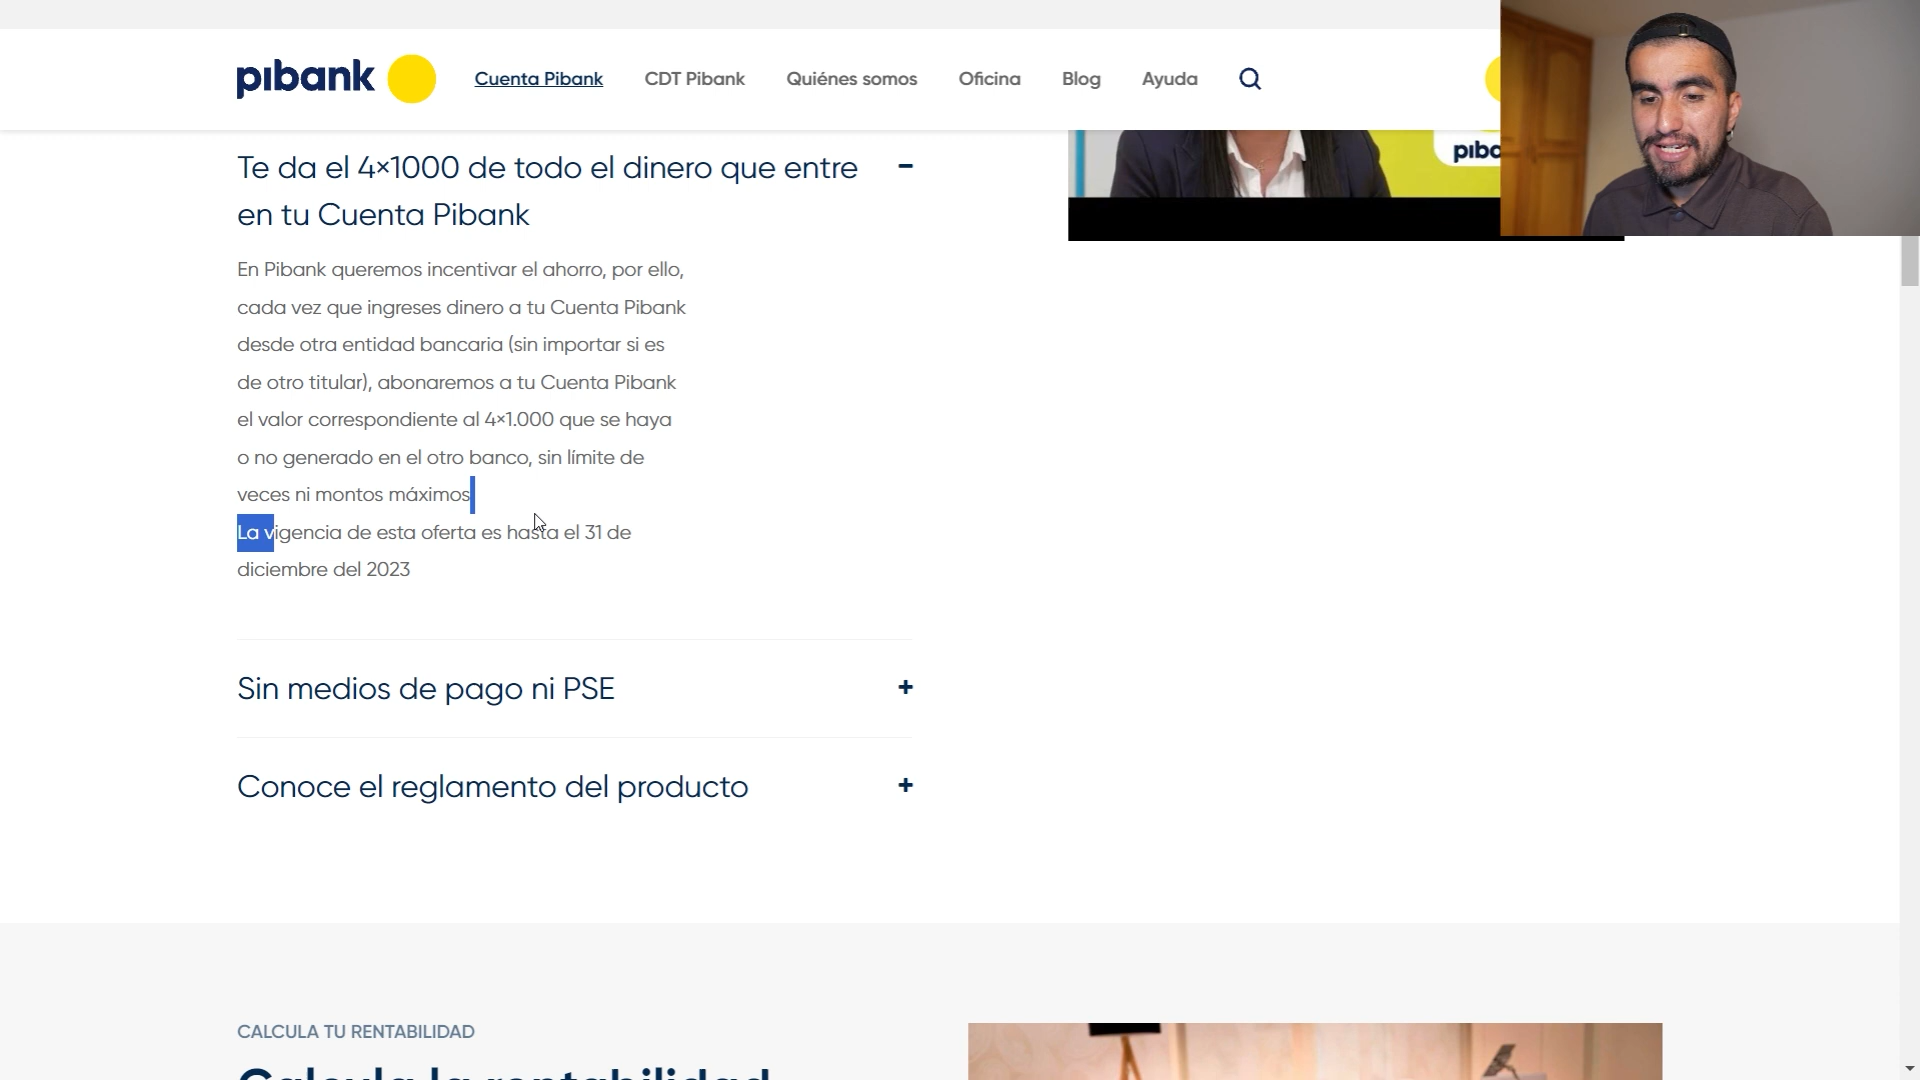 pibank
Cuenta Pibank
CDT Pibank
Quiénes somos
Oficina
Blog
Ayuda
Te da el 4×1000 de todo el dinero que entre
en tu Cuenta Pibank
En Pibank queremos incentivar el ahorro, por ello,
cada vez que ingreses dinero a tu Cuenta Pibank
desde otra entidad bancaria (sin importar si es
de otro titular), abonaremos a tu Cuenta Pibank
el valor correspondiente al 4×1.000 que se haya
o no generado en el otro banco, sin límite de
veces ni montos máximos
La vigencia de esta oferta es hasta el 31 de
diciembre del 2023
Sin medios de pago ni PSE
Conoce el reglamento del producto
CALCULA TU RENTABILIDAD
Calcula la rentabilidad